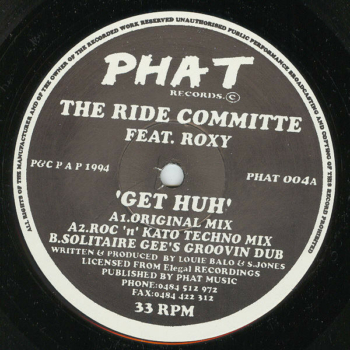 ALL RIGHTS OF THE MANUFACTURERS AND OF THE OWNER OF THE RECORDED WORK RESERVED UNAUTHORISED PUBLIC PERFORMANCE BROADCASTING AND COPYING OF THIS RECORD PROHIBITED
PHAT
RECORDS.©
THE RIDE COMMITTE
FEAT. ROXY
P&C P A P 1994
PHAT 004A
'GET HUH'
A1.ORIGINAL MIX
A2.ROC 'n' KATO TECHNO MIX
B.SOLITAIRE GEE'S GROOVIN DUB
WRITTEN & PRODUCED BY LOUIE BALO & S.JONES
LICENSED FROM Elegal RECORDINGS
PUBLISHED BY PHAT MUSIC
PHONE:0484 512 972
FAX:0484 422 312
33 RPM